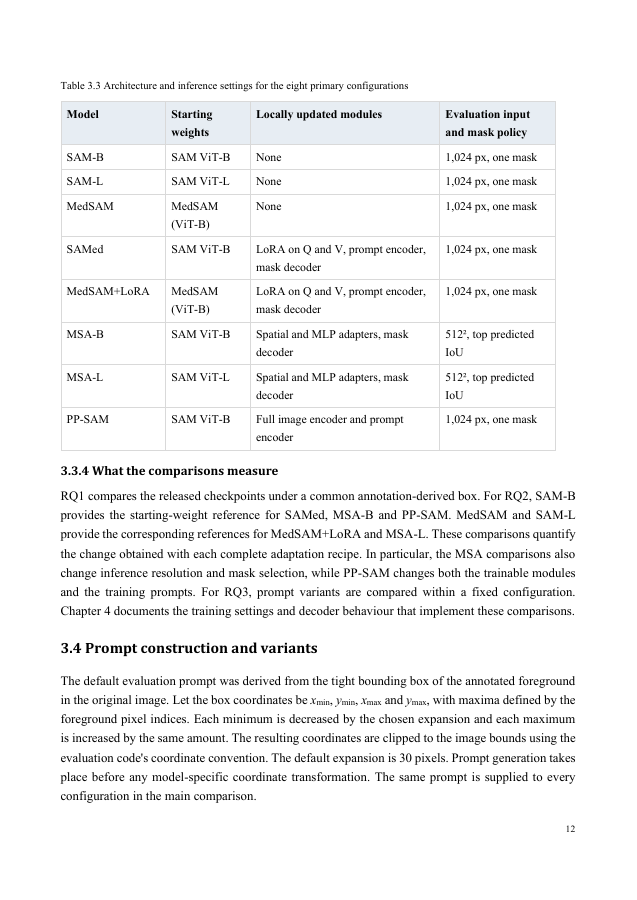 Table 3.3 Architecture and inference settings for the eight primary configurations
Model Starting weights Locally updated modules Evaluation input and mask policy
SAM-B SAM ViT-B None 1,024 px, one mask
SAM-L SAM ViT-L None 1,024 px, one mask
MedSAM MedSAM (ViT-B) None 1,024 px, one mask
SAMed SAM ViT-B LoRA on Q and V, prompt encoder, mask decoder 1,024 px, one mask
MedSAM+LoRA MedSAM (ViT-B) LoRA on Q and V, prompt encoder, mask decoder 1,024 px, one mask
MSA-B SAM ViT-B Spatial and MLP adapters, mask decoder 512², top predicted IoU
MSA-L SAM ViT-L Spatial and MLP adapters, mask decoder 512², top predicted IoU
PP-SAM SAM ViT-B Full image encoder and prompt encoder 1,024 px, one mask
3.3.4 What the comparisons measure
RQ1 compares the released checkpoints under a common annotation-derived box. For RQ2, SAM-B
provides the starting-weight reference for SAMed, MSA-B and PP-SAM. MedSAM and SAM-L
provide the corresponding references for MedSAM+LoRA and MSA-L. These comparisons quantify
the change obtained with each complete adaptation recipe. In particular, the MSA comparisons also
change inference resolution and mask selection, while PP-SAM changes both the trainable modules
and the training prompts. For RQ3, prompt variants are compared within a fixed configuration.
Chapter 4 documents the training settings and decoder behaviour that implement these comparisons.
3.4 Prompt construction and variants
The default evaluation prompt was derived from the tight bounding box of the annotated foreground
in the original image. Let the box coordinates be xmin, ymin, xmax and ymax, with maxima defined by the
foreground pixel indices. Each minimum is decreased by the chosen expansion and each maximum
is increased by the same amount. The resulting coordinates are clipped to the image bounds using the
evaluation code's coordinate convention. The default expansion is 30 pixels. Prompt generation takes
place before any model-specific coordinate transformation. The same prompt is supplied to every
configuration in the main comparison.
12